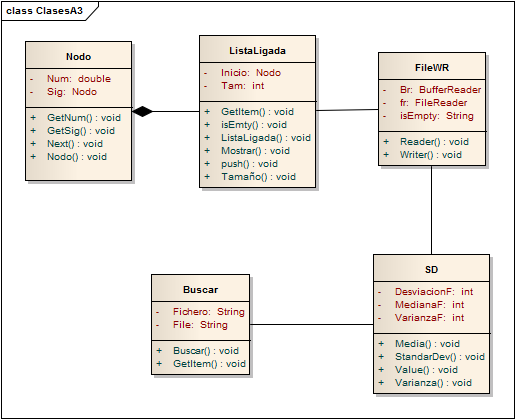 class ClasesA3
Nodo
- Num: double
- Sig: Nodo
+ GetNum() : void
+ GetSig() : void
+ Next() : void
+ Nodo() : void
ListaLigada
- Inicio: Nodo
- Tam: int
+ GetItem() : void
+ isEmty() : void
+ ListaLigada() : void
+ Mostrar() : void
+ push() : void
+ Tamaño() : void
FileWR
- Br: BufferReader
- fr: FileReader
- isEmpty: String
+ Reader() : void
+ Writer() : void
Buscar
- Fichero: String
- File: String
+ Buscar() : void
+ GetItem() : void
SD
- DesviacionF: int
- MedianaF: int
- VarianzaF: int
+ Media() : void
+ StandarDev() : void
+ Value() : void
+ Varianza() : void